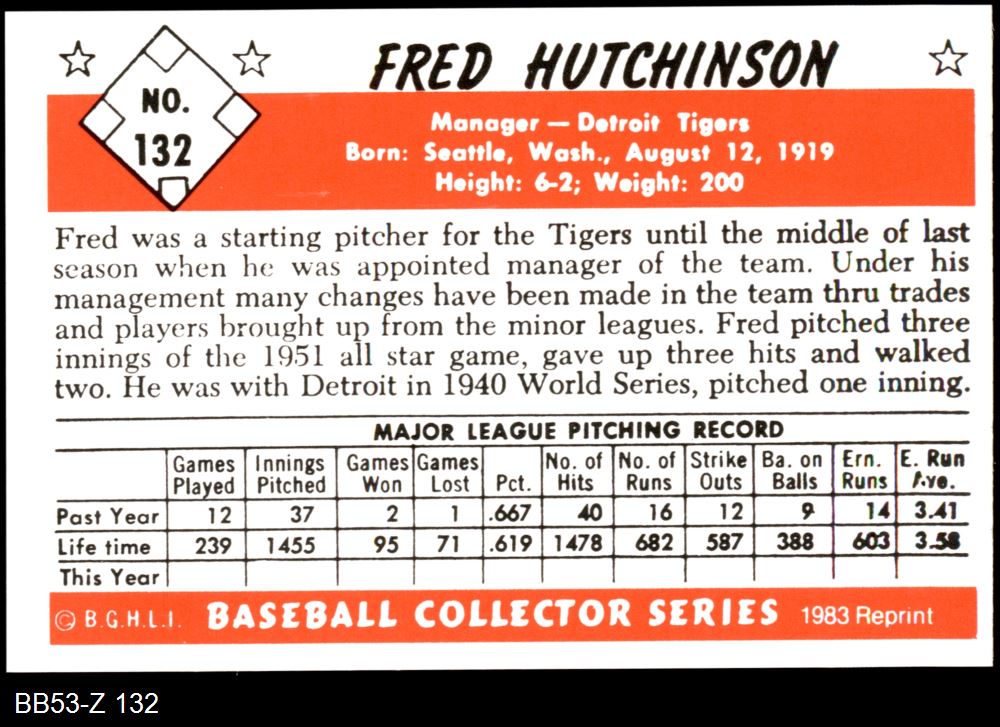 FRED HUTCHINSON
NO.
132
Manager — Detroit Tigers
Born: Seattle, Wash., August 12, 1919
Height: 6-2; Weight: 200
Fred was a starting pitcher for the Tigers until the middle of last
season when he was appointed manager of the team. Under his
management many changes have been made in the team thru trades
and players brought up from the minor leagues. Fred pitched three
innings of the 1951 all star game, gave up three hits and walked
two. He was with Detroit in 1940 World Series, pitched one inning.
MAJOR LEAGUE PITCHING RECORD
Games Innings Games Games No. of No. of Strike Ba. on Ern. E. Run
Played Pitched Won Lost Pct. Hits Runs Outs Balls Runs Ave.
Past Year 12 37 2 1 .667 40 16 12 9 14 3.41
Life time 239 1455 95 71 .619 1478 682 587 388 603 3.58
This Year
© B.G.H.L.I. BASEBALL COLLECTOR SERIES 1983 Reprint
BB53-Z 132